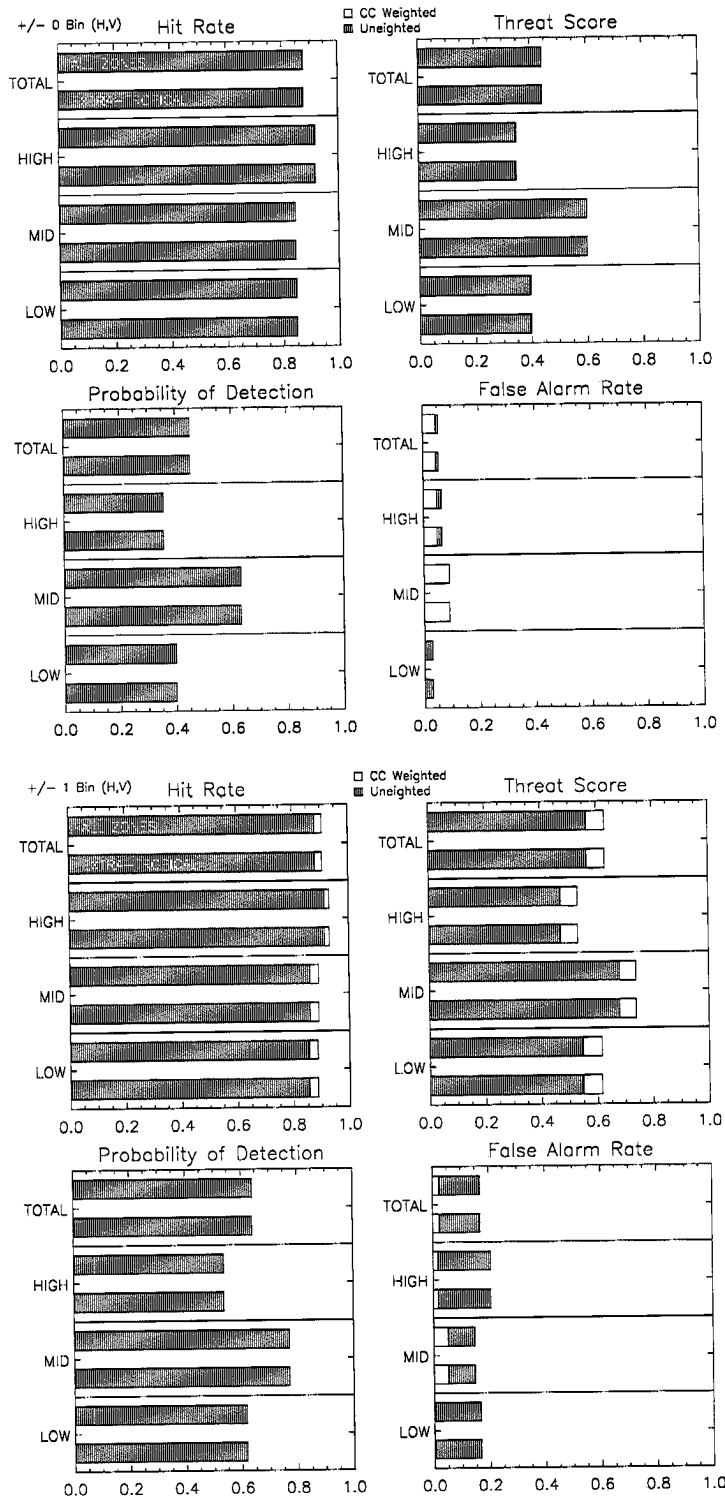 +/- 0 Bin (H,V)
Hit Rate
CC Weighted
Uneighted
Threat Score
TOTAL
HIGH
MID
LOW
0.0 0.2 0.4 0.6 0.8 1.0
TOTAL
HIGH
MID
LOW
0.0 0.2 0.4 0.6 0.8 1.0
Probability of Detection
False Alarm Rate
TOTAL
HIGH
MID
LOW
0.0 0.2 0.4 0.6 0.8 1.0
TOTAL
HIGH
MID
LOW
0.0 0.2 0.4 0.6 0.8 1.0
+/- 1 Bin (H,V)
Hit Rate
CC Weighted
Uneighted
Threat Score
TOTAL
HIGH
MID
LOW
0.0 0.2 0.4 0.6 0.8 1.0
TOTAL
HIGH
MID
LOW
0.0 0.2 0.4 0.6 0.8 1.0
Probability of Detection
False Alarm Rate
TOTAL
HIGH
MID
LOW
0.0 0.2 0.4 0.6 0.8 1.0
TOTAL
HIGH
MID
LOW
0.0 0.2 0.4 0.6 0.8 1.0